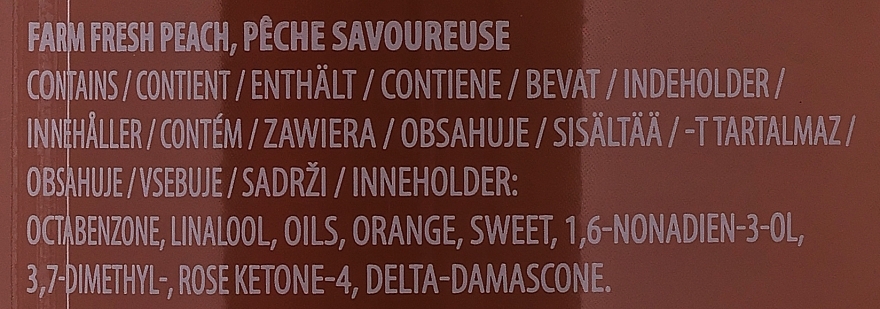 FARM FRESH PEACH, PÊCHE SAVOUREUSE
CONTAINS / CONTIENT / ENTHÄLT / CONTIENE / BEVAT / INDEHOLDER /
INNEHÅLLER / CONTÉM / ZAWIERA / OBSAHUJE / SISÄLTÄÄ / -T TARTALMAZ /
OBSAHUJE / VSEBUJE / SADRŽI / INNEHOLDER:
OCTABENZONE, LINALOOL, OILS, ORANGE, SWEET, 1,6-NONADIEN-3-OL,
3,7-DIMETHYL-, ROSE KETONE-4, DELTA-DAMASCONE.